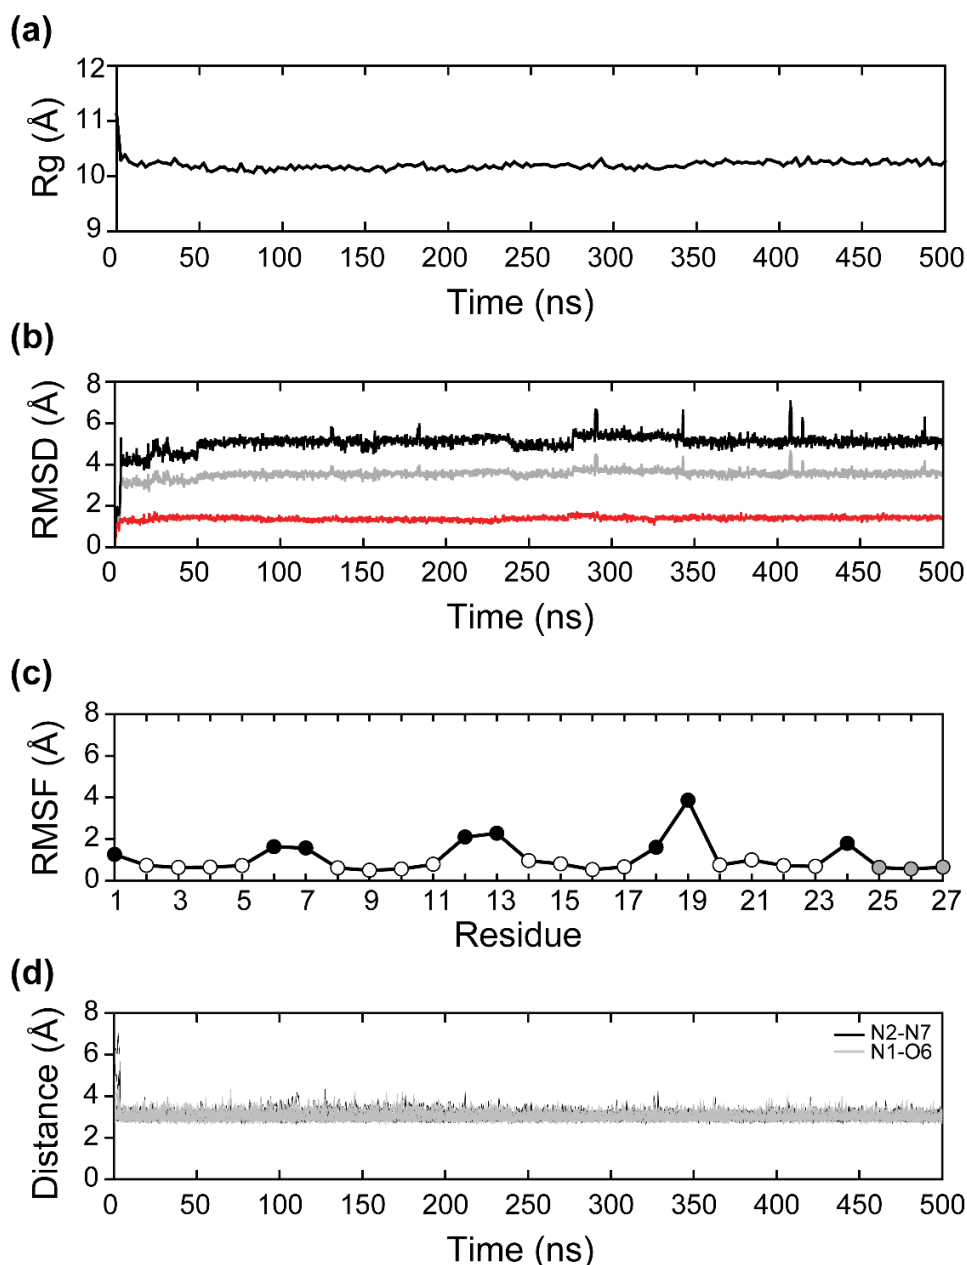 (a)
12
11
10
9
Rg (Å)
0 50 100 150 200 250 300 350 400 450 500
Time (ns)
(b)
8
6
4
2
0
RMSD (Å)
0 50 100 150 200 250 300 350 400 450 500
Time (ns)
(c)
8
6
4
2
0
RMSF (Å)
1 3 5 7 9 11 13 15 17 19 21 23 25 27
Residue
(d)
8
6
4
2
0
Distance (Å)
N2-N7
N1-O6
0 50 100 150 200 250 300 350 400 450 500
Time (ns)